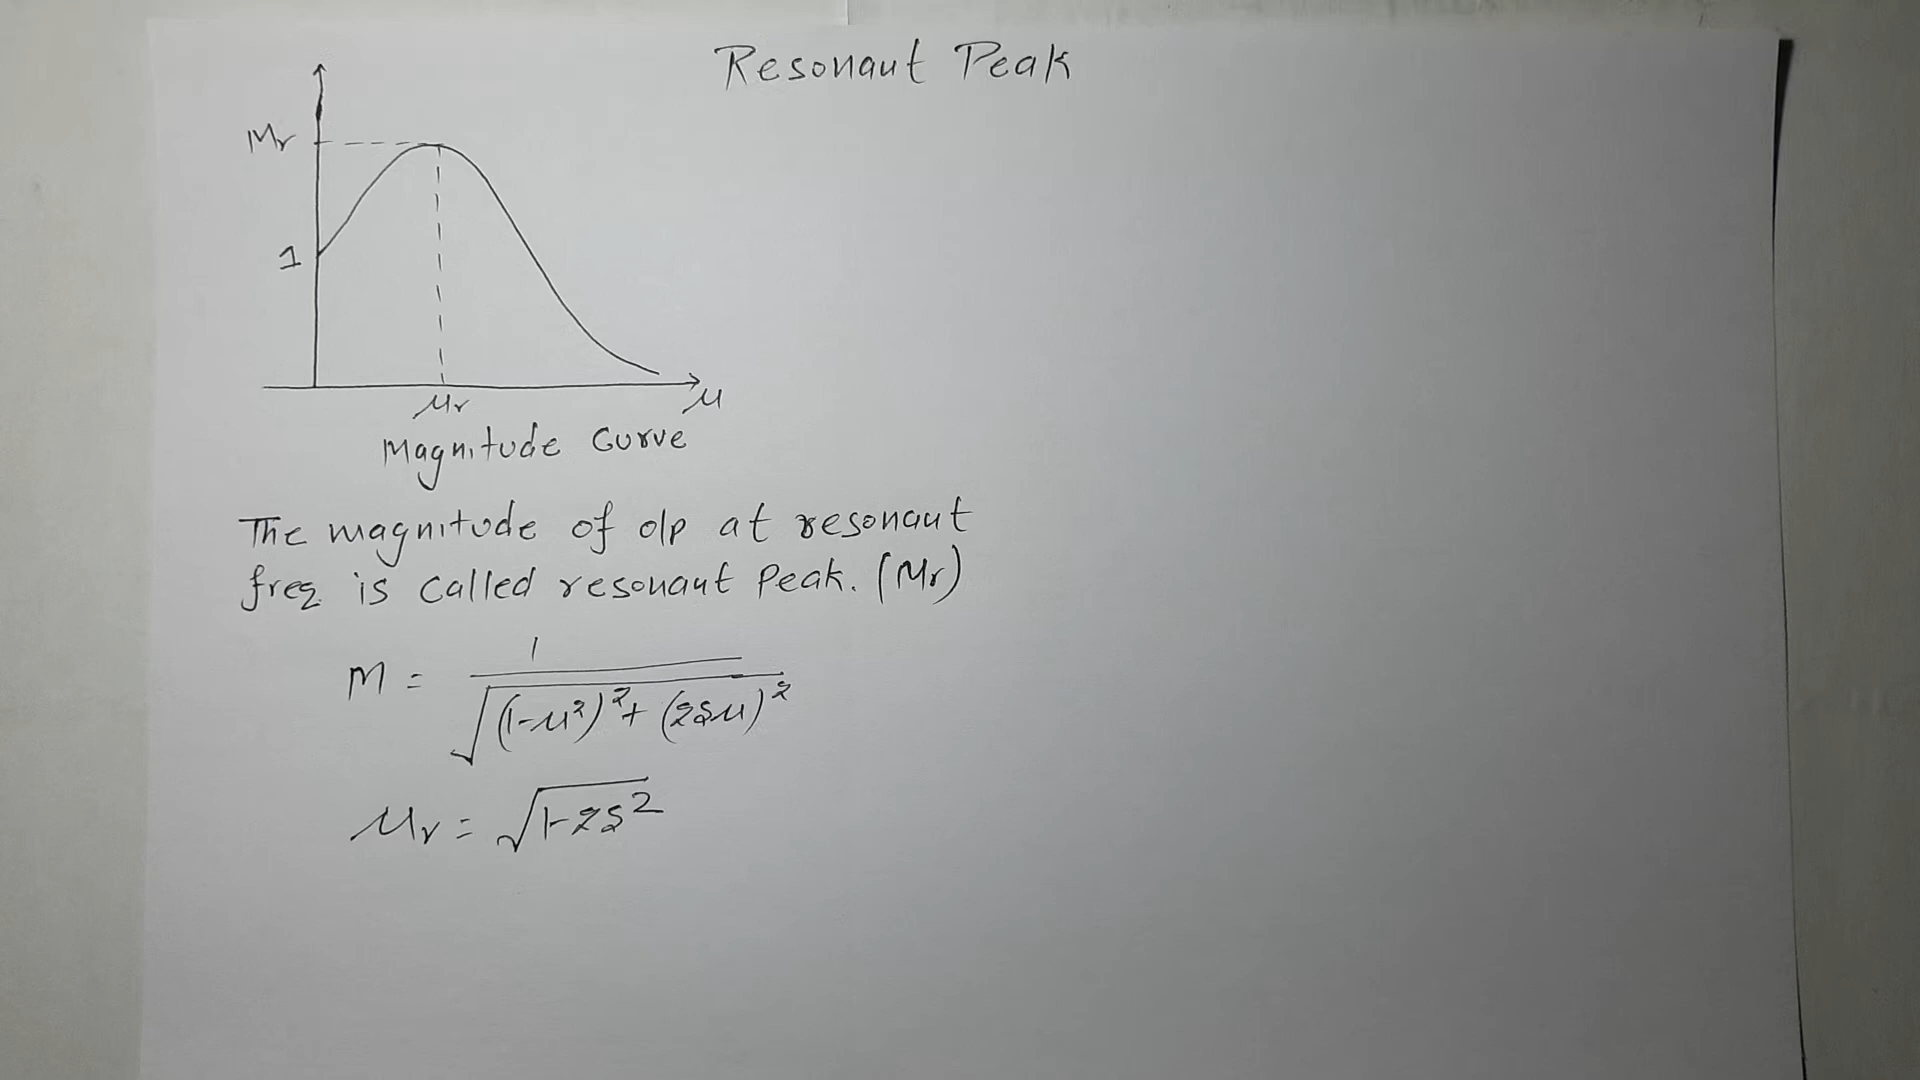 Resonant Peak
Mr
1
ur
u
Magnitude Curve
The magnitude of o/p at resonant
freq. is called resonant Peak. (Mr)
M = 1/√((1-u²)²+(2ζu)²)
ur = √(1-2ζ²)